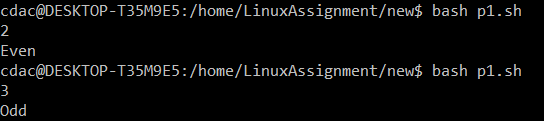 cdac@DESKTOP-T35M9E5:/home/LinuxAssignment/new$ bash p1.sh
2
Even
cdac@DESKTOP-T35M9E5:/home/LinuxAssignment/new$ bash p1.sh
3
Odd